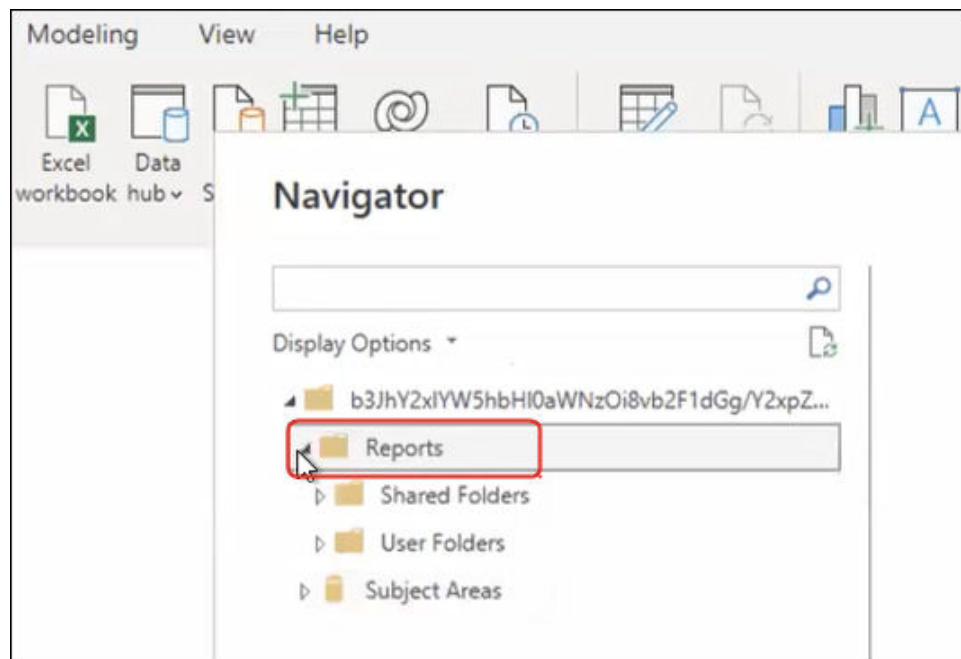 Modeling View Help
Excel workbook
Data hub
S
A
Navigator
Display Options
b3JhY2xlYW5hbHl0aWNzOi8vb2F1dGg/Y2xpZ...
Reports
Shared Folders
User Folders
Subject Areas